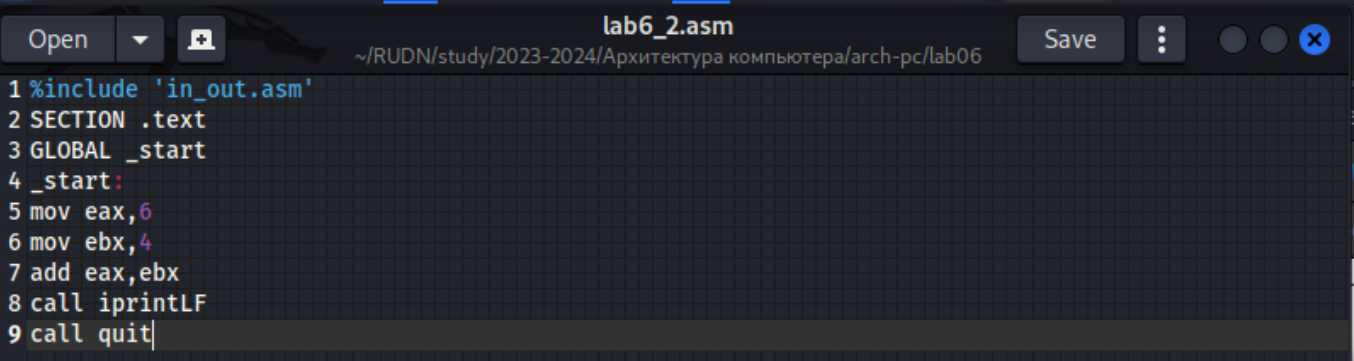 Open
lab6_2.asm
~/RUDN/study/2023-2024/Архитектура компьютера/arch-pc/lab06
Save
1 %include 'in_out.asm'
2 SECTION .text
3 GLOBAL _start
4 _start:
5 mov eax,6
6 mov ebx,4
7 add eax,ebx
8 call iprintLF
9 call quit